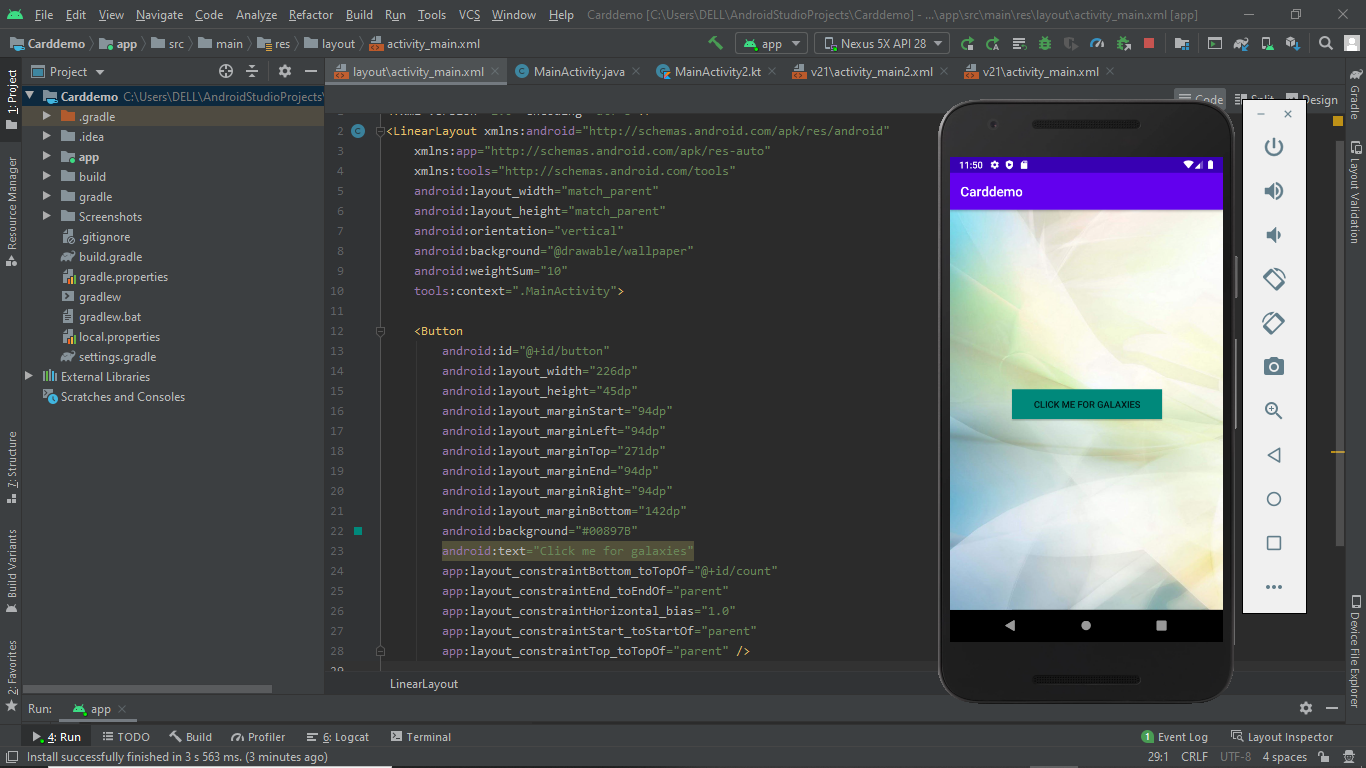 File Edit View Navigate Code Analyze Refactor Build Run Tools VCS Window Help Carddemo [C:\Users\DELL\AndroidStudioProjects\Carddemo] - ...\app\src\main\res\layout\activity_main.xml [app]
Carddemo app src main res layout activity_main.xml app Nexus 5X API 28
Project layout\activity_main.xml MainActivity.java MainActivity2.kt v21\activity_main2.xml v21\activity_main.xml
Code Split Design
1: Project
Resource Manager
7: Structure
Build Variants
2: Favorites
Carddemo C:\Users\DELL\AndroidStudioProjects\
.gradle
.idea
app
build
gradle
Screenshots
.gitignore
build.gradle
gradle.properties
gradlew
gradlew.bat
local.properties
settings.gradle
External Libraries
Scratches and Consoles
2 <LinearLayout xmlns:android="http://schemas.android.com/apk/res/android"
3 xmlns:app="http://schemas.android.com/apk/res-auto"
4 xmlns:tools="http://schemas.android.com/tools"
5 android:layout_width="match_parent"
6 android:layout_height="match_parent"
7 android:orientation="vertical"
8 android:background="@drawable/wallpaper"
9 android:weightSum="10"
10 tools:context=".MainActivity">
11
12 <Button
13 android:id="@+id/button"
14 android:layout_width="226dp"
15 android:layout_height="45dp"
16 android:layout_marginStart="94dp"
17 android:layout_marginLeft="94dp"
18 android:layout_marginTop="271dp"
19 android:layout_marginEnd="94dp"
20 android:layout_marginRight="94dp"
21 android:layout_marginBottom="142dp"
22 android:background="#00897B"
23 android:text="Click me for galaxies"
24 app:layout_constraintBottom_toTopOf="@+id/count"
25 app:layout_constraintEnd_toEndOf="parent"
26 app:layout_constraintHorizontal_bias="1.0"
27 app:layout_constraintStart_toStartOf="parent"
28 app:layout_constraintTop_toTopOf="parent" />
29
LinearLayout
11:50
Carddemo
CLICK ME FOR GALAXIES
Gradle
Layout Validation
Device File Explorer
Run: app
4: Run TODO Build Profiler 6: Logcat Terminal 1 Event Log Layout Inspector
Install successfully finished in 3 s 563 ms. (3 minutes ago) 29:1 CRLF UTF-8 4 spaces